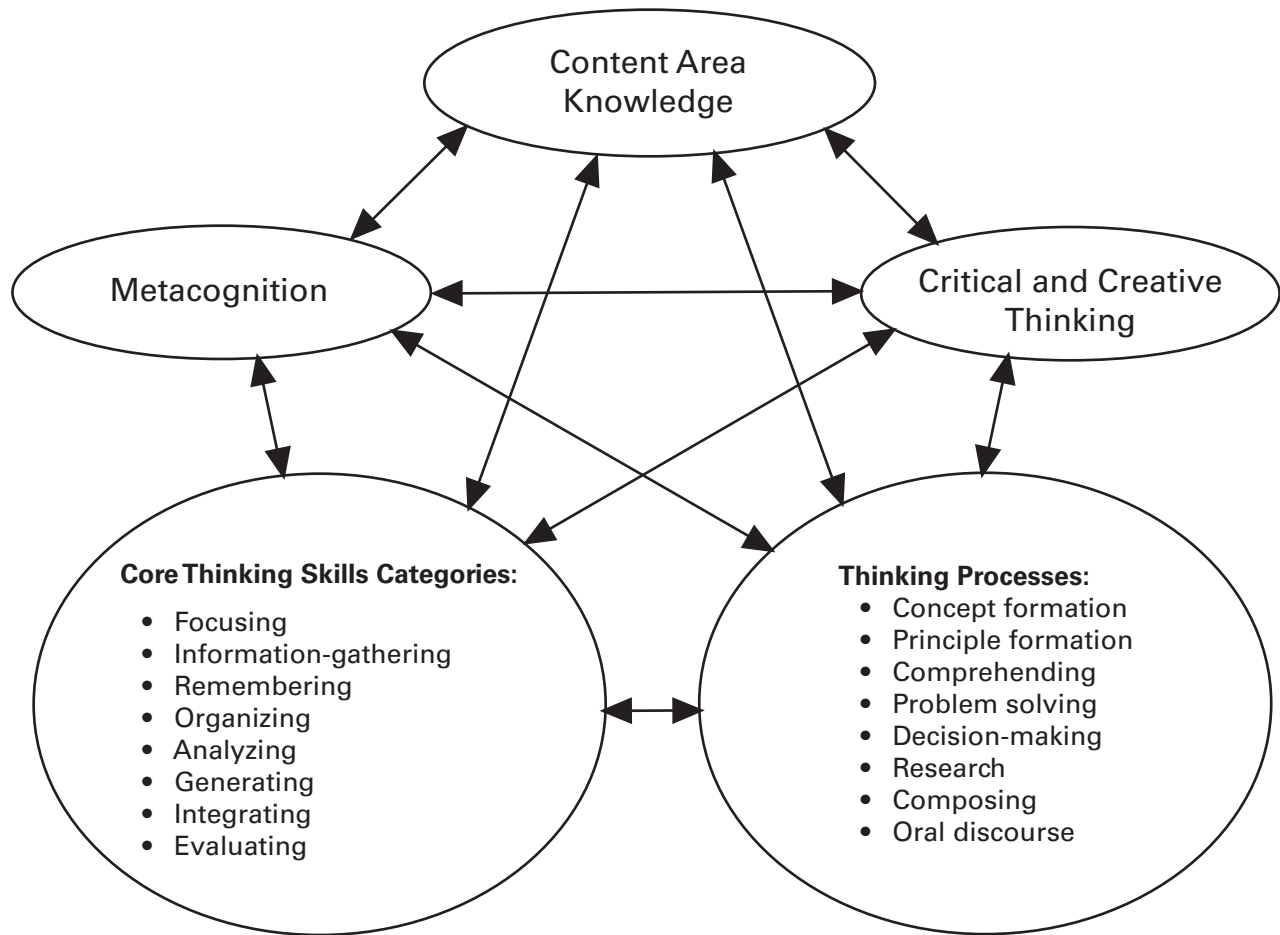 Content Area
Knowledge
Metacognition
Critical and Creative
Thinking
Core Thinking Skills Categories:
• Focusing
• Information-gathering
• Remembering
• Organizing
• Analyzing
• Generating
• Integrating
• Evaluating
Thinking Processes:
• Concept formation
• Principle formation
• Comprehending
• Problem solving
• Decision-making
• Research
• Composing
• Oral discourse